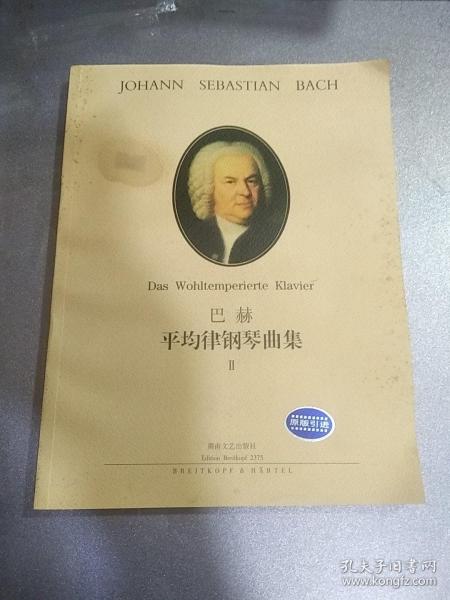 JOHANN SEBASTIAN BACH
Das Wohltemperierte Klavier
巴赫
平均律钢琴曲集
II
原版引进
湖南文艺出版社
Edition Breitkopf 2375
BREITKOPF & HÄRTEL
孔夫子旧书网
www.kongfz.com